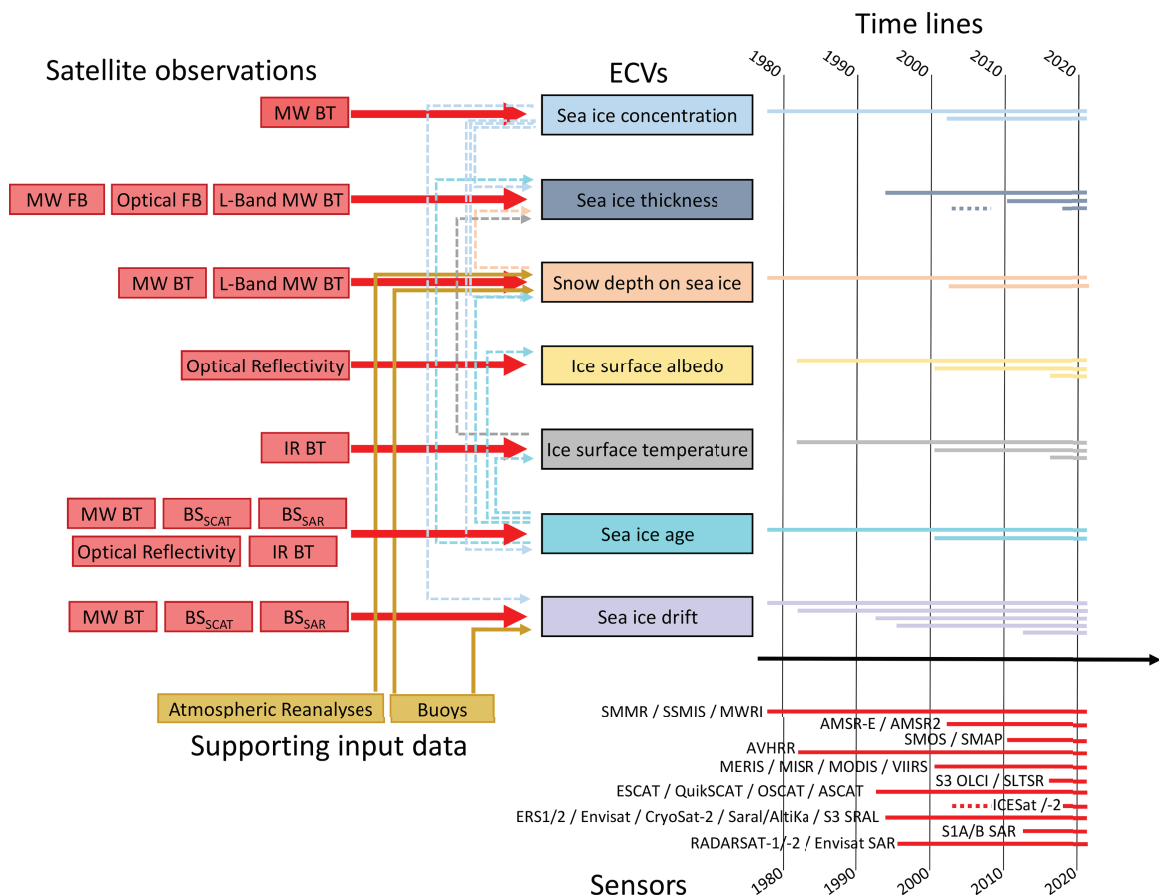 Time lines
Satellite observations
ECVs
1980
1990
2000
2010
2020
MW BT
Sea ice concentration
MW FB
Optical FB
L-Band MW BT
Sea ice thickness
MW BT
L-Band MW BT
Snow depth on sea ice
Optical Reflectivity
Ice surface albedo
IR BT
Ice surface temperature
MW BT
BSSCAT
BSSAR
Optical Reflectivity
IR BT
Sea ice age
MW BT
BSSCAT
BSSAR
Sea ice drift
Atmospheric Reanalyses
Buoys
Supporting input data
SMMR / SSMIS / MWRI
AMSR-E / AMSR2
SMOS / SMAP
AVHRR
MERIS / MISR / MODIS / VIIRS
S3 OLCI / SLTSR
ESCAT / QuikSCAT / OSCAT / ASCAT
ICESat /-2
ERS1/2 / Envisat / CryoSat-2 / Saral/AltiKa / S3 SRAL
S1A/B SAR
RADARSAT-1/-2 / Envisat SAR
Sensors
1980
1990
2000
2010
2020